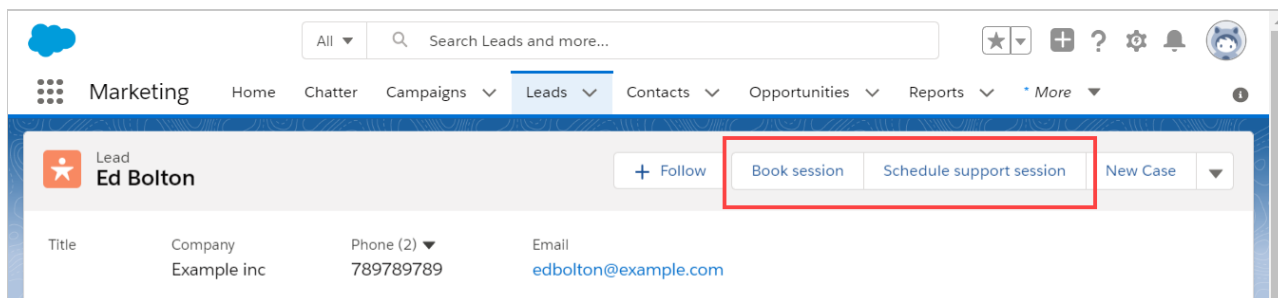 All Search Leads and more...
Marketing Home Chatter Campaigns Leads Contacts Opportunities Reports * More
Lead
Ed Bolton
+ Follow Book session Schedule support session New Case
Title Company Phone (2) Email
Example inc 789789789 edbolton@example.com